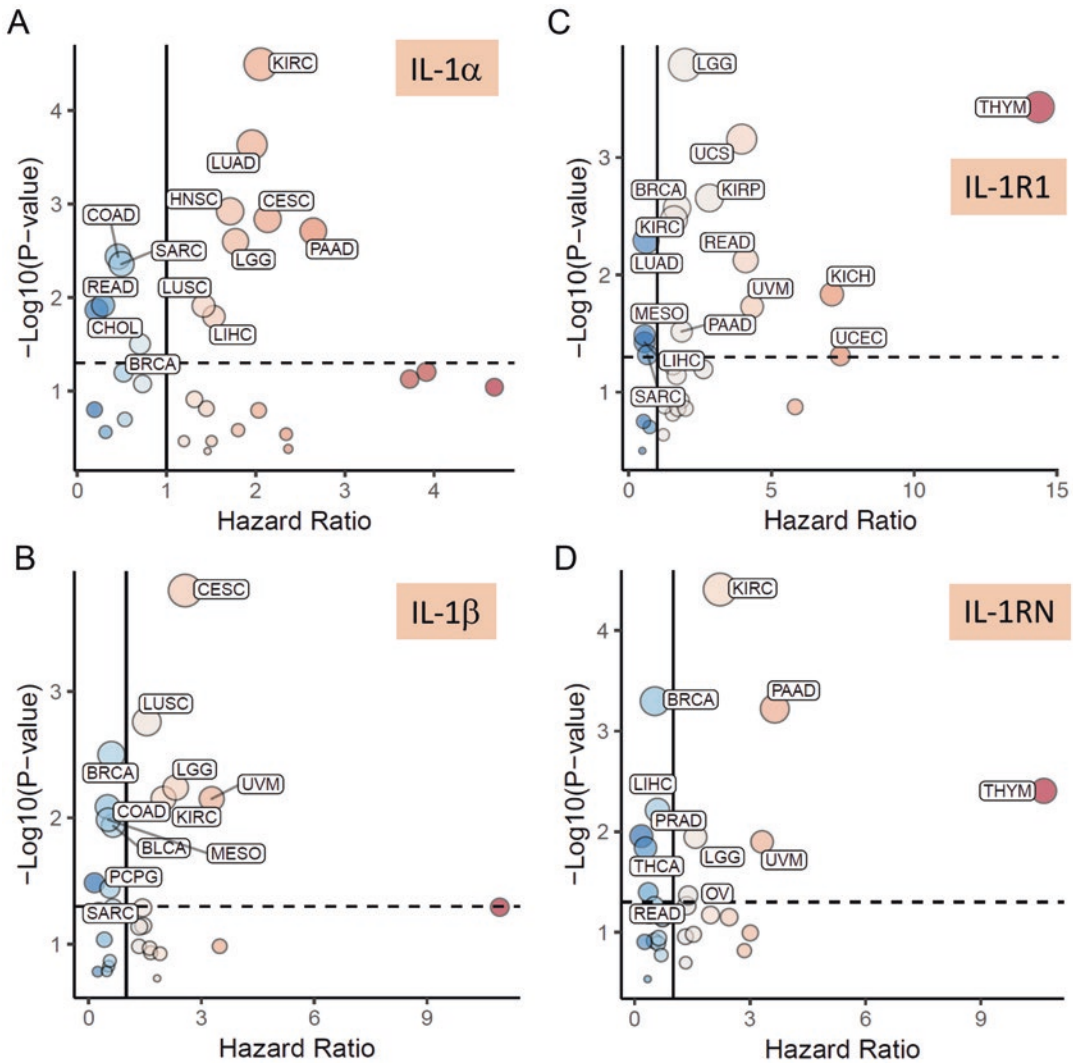 A
IL-1α
KIRC
LUAD
HNSC
CESC
COAD
SARC
LGG
PAAD
READ
LUSC
CHOL
LIHC
BRCA
4
3
2
1
−Log10(P−value)
0
1
2
3
4
Hazard Ratio
C
IL-1R1
LGG
THYM
UCS
BRCA
KIRP
KIRC
READ
LUAD
KICH
UVM
MESO
PAAD
UCEC
LIHC
SARC
3
2
1
−Log10(P−value)
0
5
10
15
Hazard Ratio
B
IL-1β
CESC
LUSC
BRCA
LGG
UVM
COAD
KIRC
BLCA
MESO
PCPG
SARC
3
2
1
−Log10(P−value)
0
3
6
9
Hazard Ratio
D
IL-1RN
KIRC
PAAD
BRCA
LIHC
THYM
PRAD
LGG
UVM
THCA
OV
READ
4
3
2
1
−Log10(P−value)
0
3
6
9
Hazard Ratio